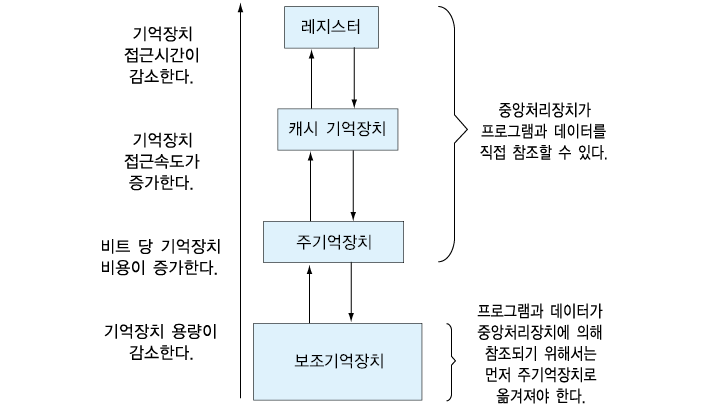 기억장치
접근시간이
감소한다.
기억장치
접근속도가
증가한다.
비트 당 기억장치
비용이 증가한다.
기억장치 용량이
감소한다.
레지스터
캐시 기억장치
주기억장치
보조기억장치
중앙처리장치가
프로그램과 데이터를
직접 참조할 수 있다.
프로그램과 데이터가
중앙처리장치에 의해
참조되기 위해서는
먼저 주기억장치로
옮겨져야 한다.